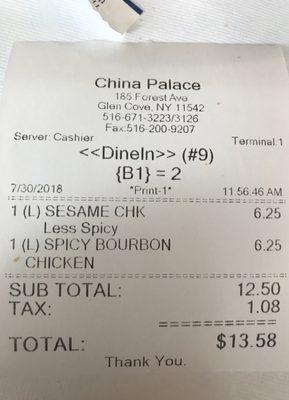 China Palace
185 Forest Ave
Glen Cove, NY 11542
516-671-3223/3126
Fax:516-200-9207
Server: Cashier Terminal:1
<<DineIn>> (#9)
{B1} = 2
7/30/2018 *Print-1* 11:56:46 AM
1 (L) SESAME CHK 6.25
Less Spicy
1 (L) SPICY BOURBON 6.25
CHICKEN
SUB TOTAL: 12.50
TAX: 1.08
===========
TOTAL: $13.58
Thank You.